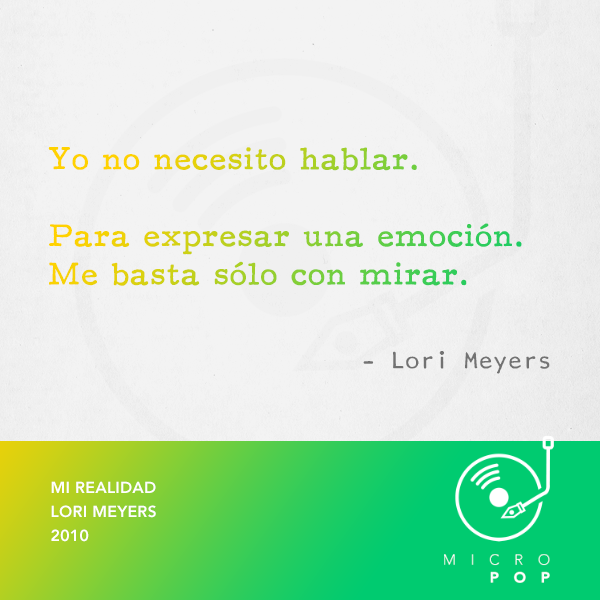 Yo no necesito hablar.
Para expresar una emoción.
Me basta sólo con mirar.
– Lori Meyers
MI REALIDAD
LORI MEYERS
2010
MICRO
POP